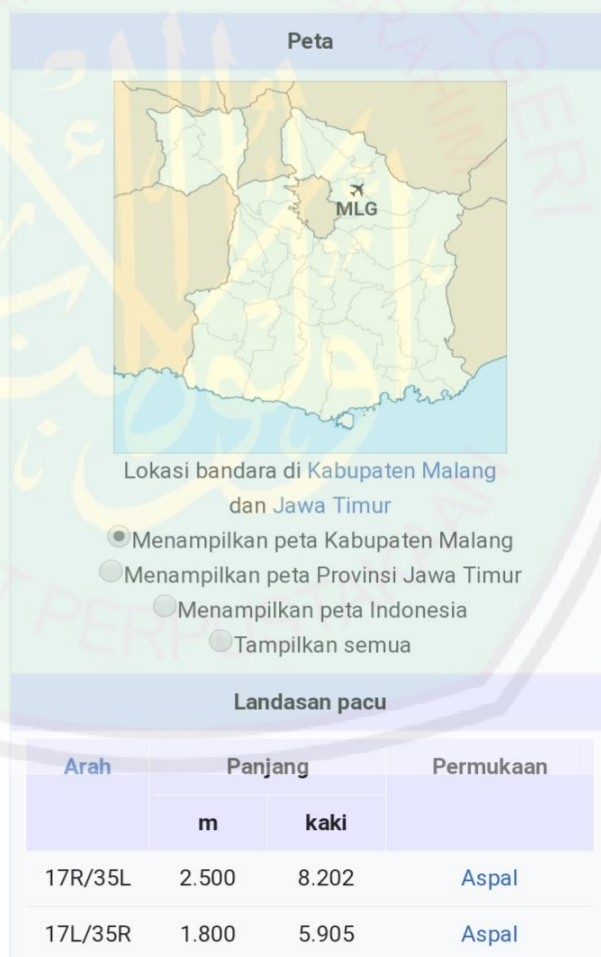 Peta
MLG
Lokasi bandara di Kabupaten Malang
dan Jawa Timur
Menampilkan peta Kabupaten Malang
Menampilkan peta Provinsi Jawa Timur
Menampilkan peta Indonesia
Tampilkan semua
Landasan pacu
Arah Panjang Permukaan
m kaki
17R/35L 2.500 8.202 Aspal
17L/35R 1.800 5.905 Aspal